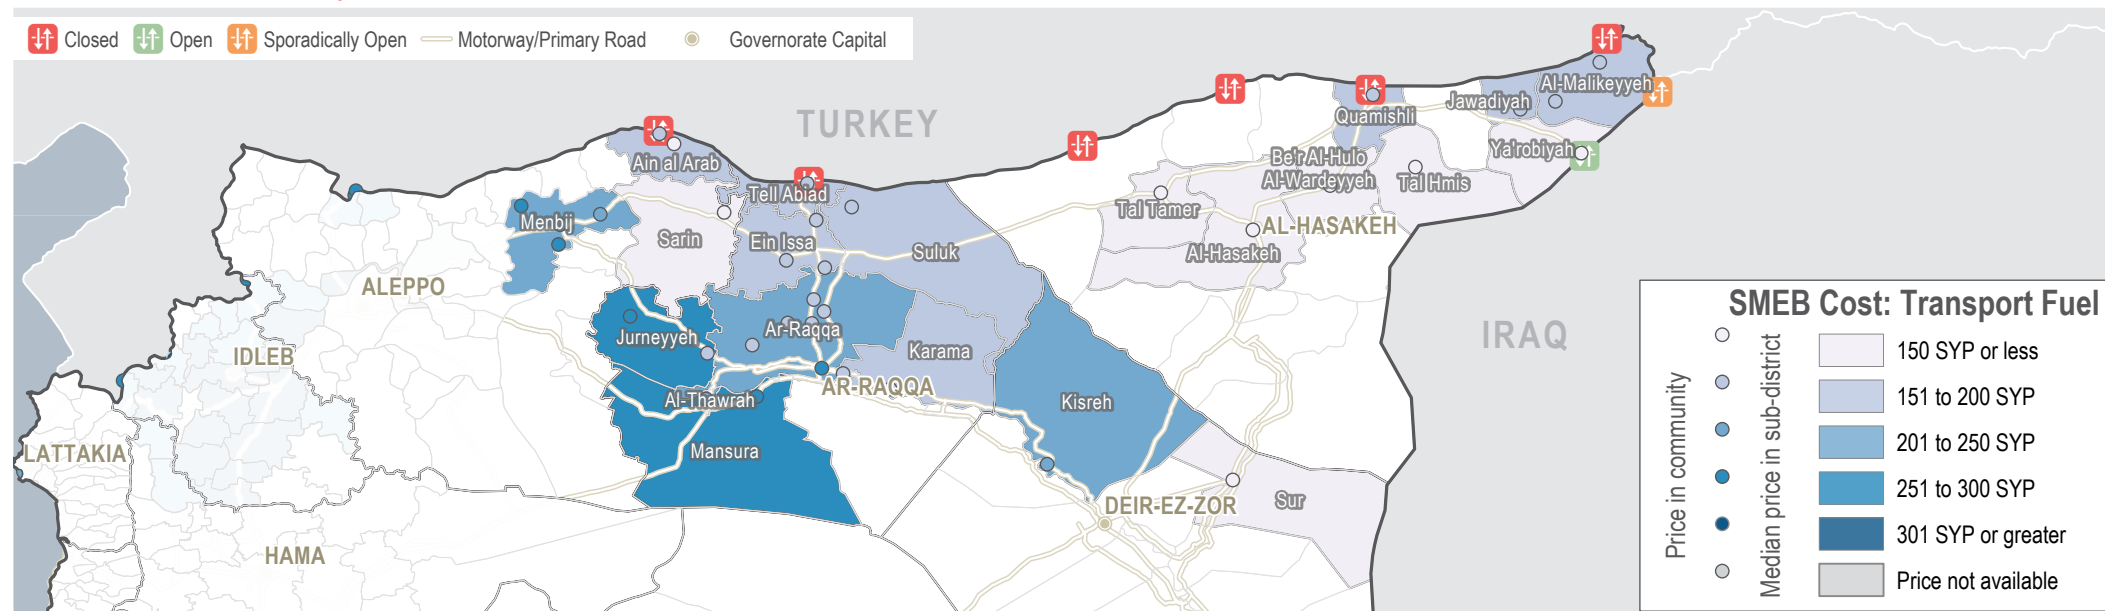 Closed Open Sporadically Open Motorway/Primary Road Governorate Capital
TURKEY
Al-Malikeyyeh
Jawadiyah
Quamishli
Ya'robiyah
Ain al Arab
Be'r Al-Hulo
Al-Wardeyyeh
Tal Hmis
Tell Abiad
Tal Tamer
Menbij
AL-HASAKEH
Sarin
Ein Issa
Suluk
Al-Hasakeh
ALEPPO
Jurneyyeh
Ar-Raqqa
IRAQ
IDLEB
Karama
AR-RAQQA
Al-Thawrah
Kisreh
LATTAKIA
Mansura
Sur
DEIR-EZ-ZOR
HAMA
SMEB Cost: Transport Fuel
Price in community
Median price in sub-district
150 SYP or less
151 to 200 SYP
201 to 250 SYP
251 to 300 SYP
301 SYP or greater
Price not available